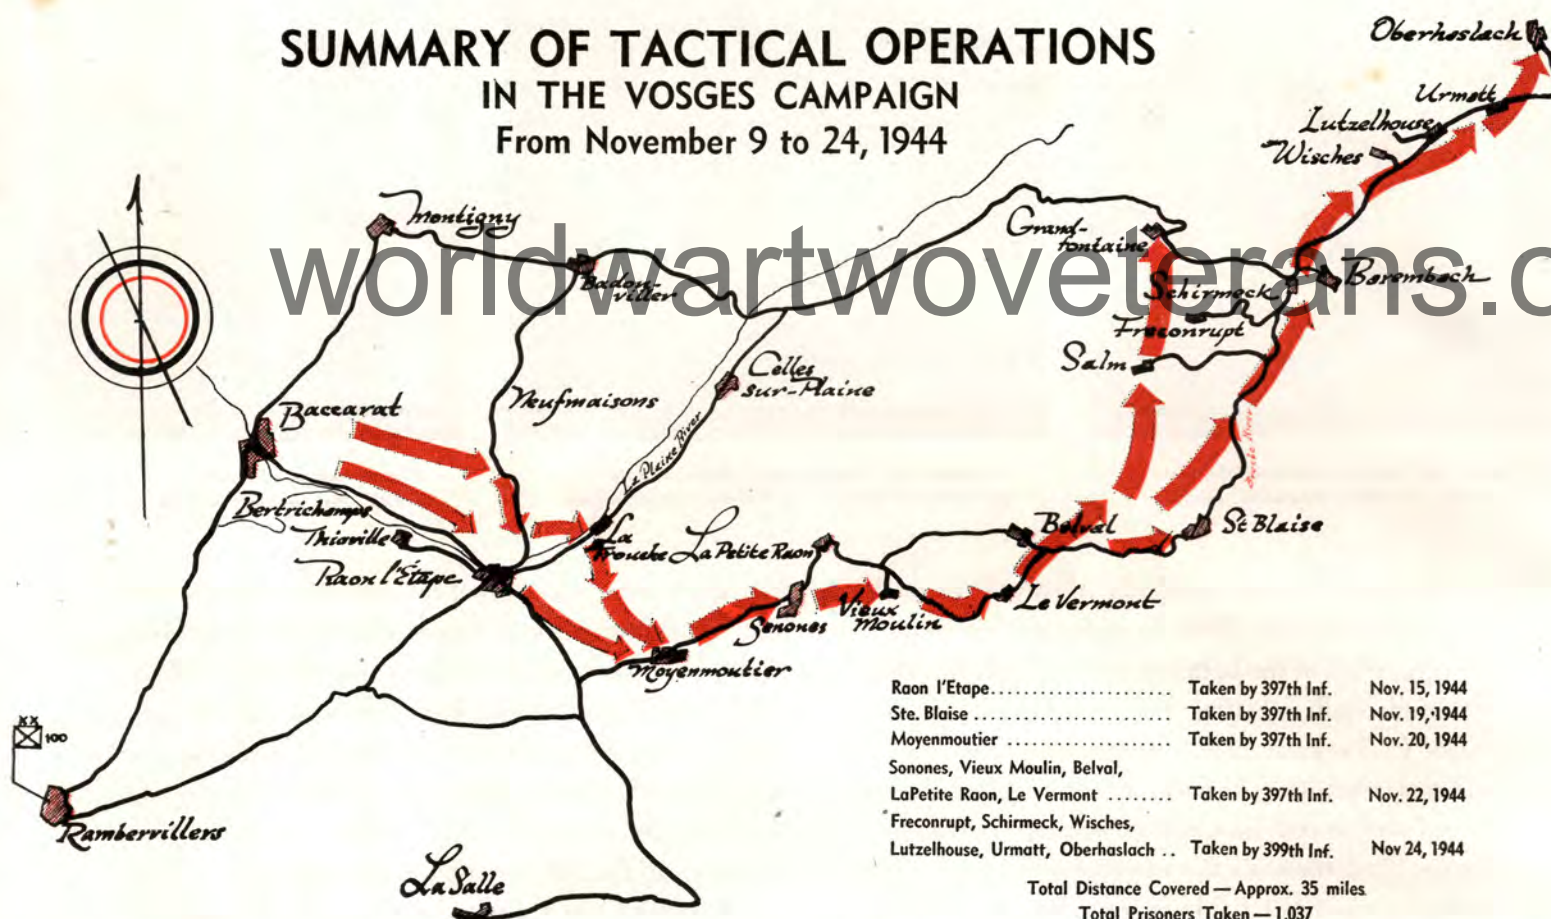 SUMMARY OF TACTICAL OPERATIONS
IN THE VOSGES CAMPAIGN
From November 9 to 24, 1944
Oberhaslach
Urmatt
Lutzelhouse
Wisches
Montigny
Grand-
fontaine
worldwartwoveterans.o
Badon-
viller
Schirmeck
Barembach
Freconrupt
Salm
Celles
sur-Plaine
Neufmaisons
Baccarat
La Plaine River
Bruche River
Bertrichamps
Thiaville
La
Trouche
La Petite Raon
Belval
St Blaise
Raon l'Étape
Vieux
Moulin
Le Vermont
Senones
Moyenmoutier
XX
100
Rambervillers
La Salle
Raon l'Etape....................... Taken by 397th Inf. Nov. 15, 1944
Ste. Blaise ......................... Taken by 397th Inf. Nov. 19, 1944
Moyenmoutier ..................... Taken by 397th Inf. Nov. 20, 1944
Sonones, Vieux Moulin, Belval,
LaPetite Raon, Le Vermont ........ Taken by 397th Inf. Nov. 22, 1944
Freconrupt, Schirmeck, Wisches,
Lutzelhouse, Urmatt, Oberhaslach .. Taken by 399th Inf. Nov 24, 1944
Total Distance Covered — Approx. 35 miles
Total Prisoners Taken — 1,037